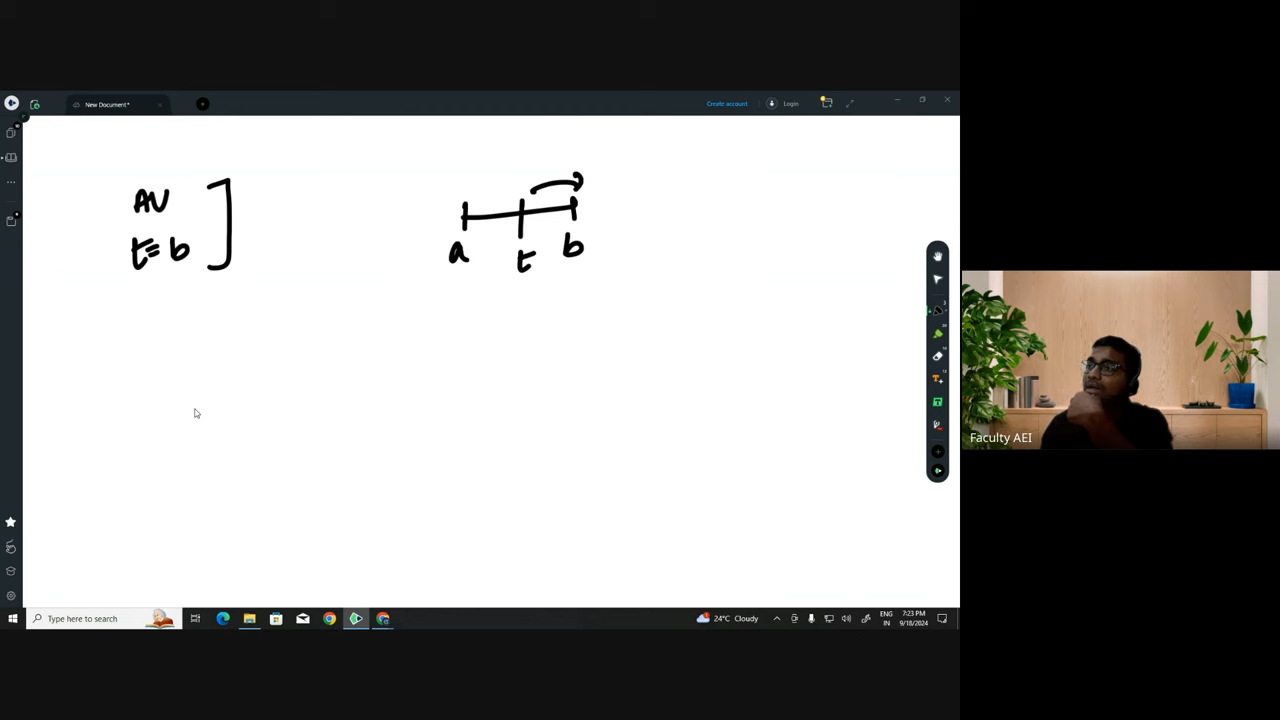 New Document*
Create account
Login
AV
t = b
a t b
Faculty AEI
Type here to search
24°C Cloudy
ENG
IN
7:23 PM
9/18/2024